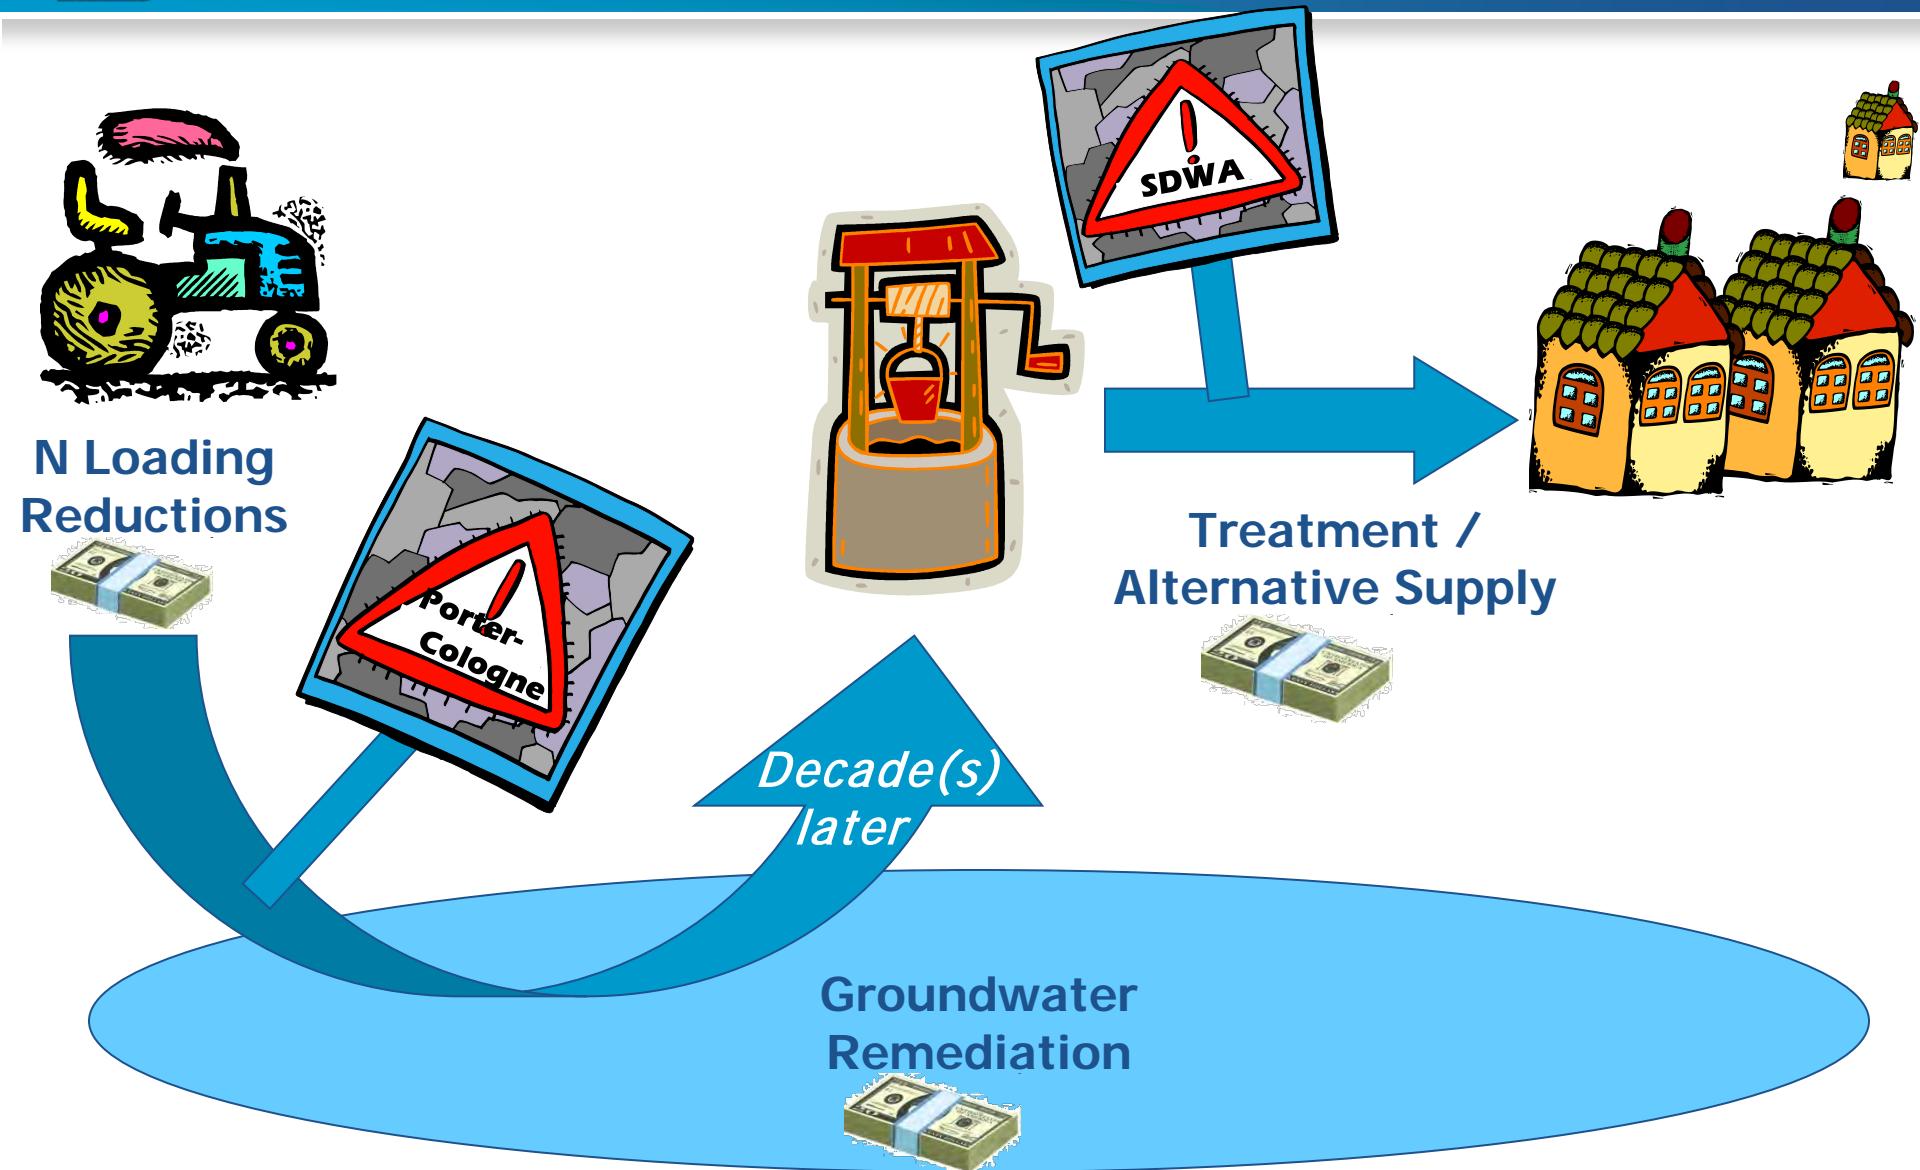 SDWA
N Loading
Reductions
Porter-
Cologne
Treatment /
Alternative Supply
Decade(s)
later
Groundwater
Remediation